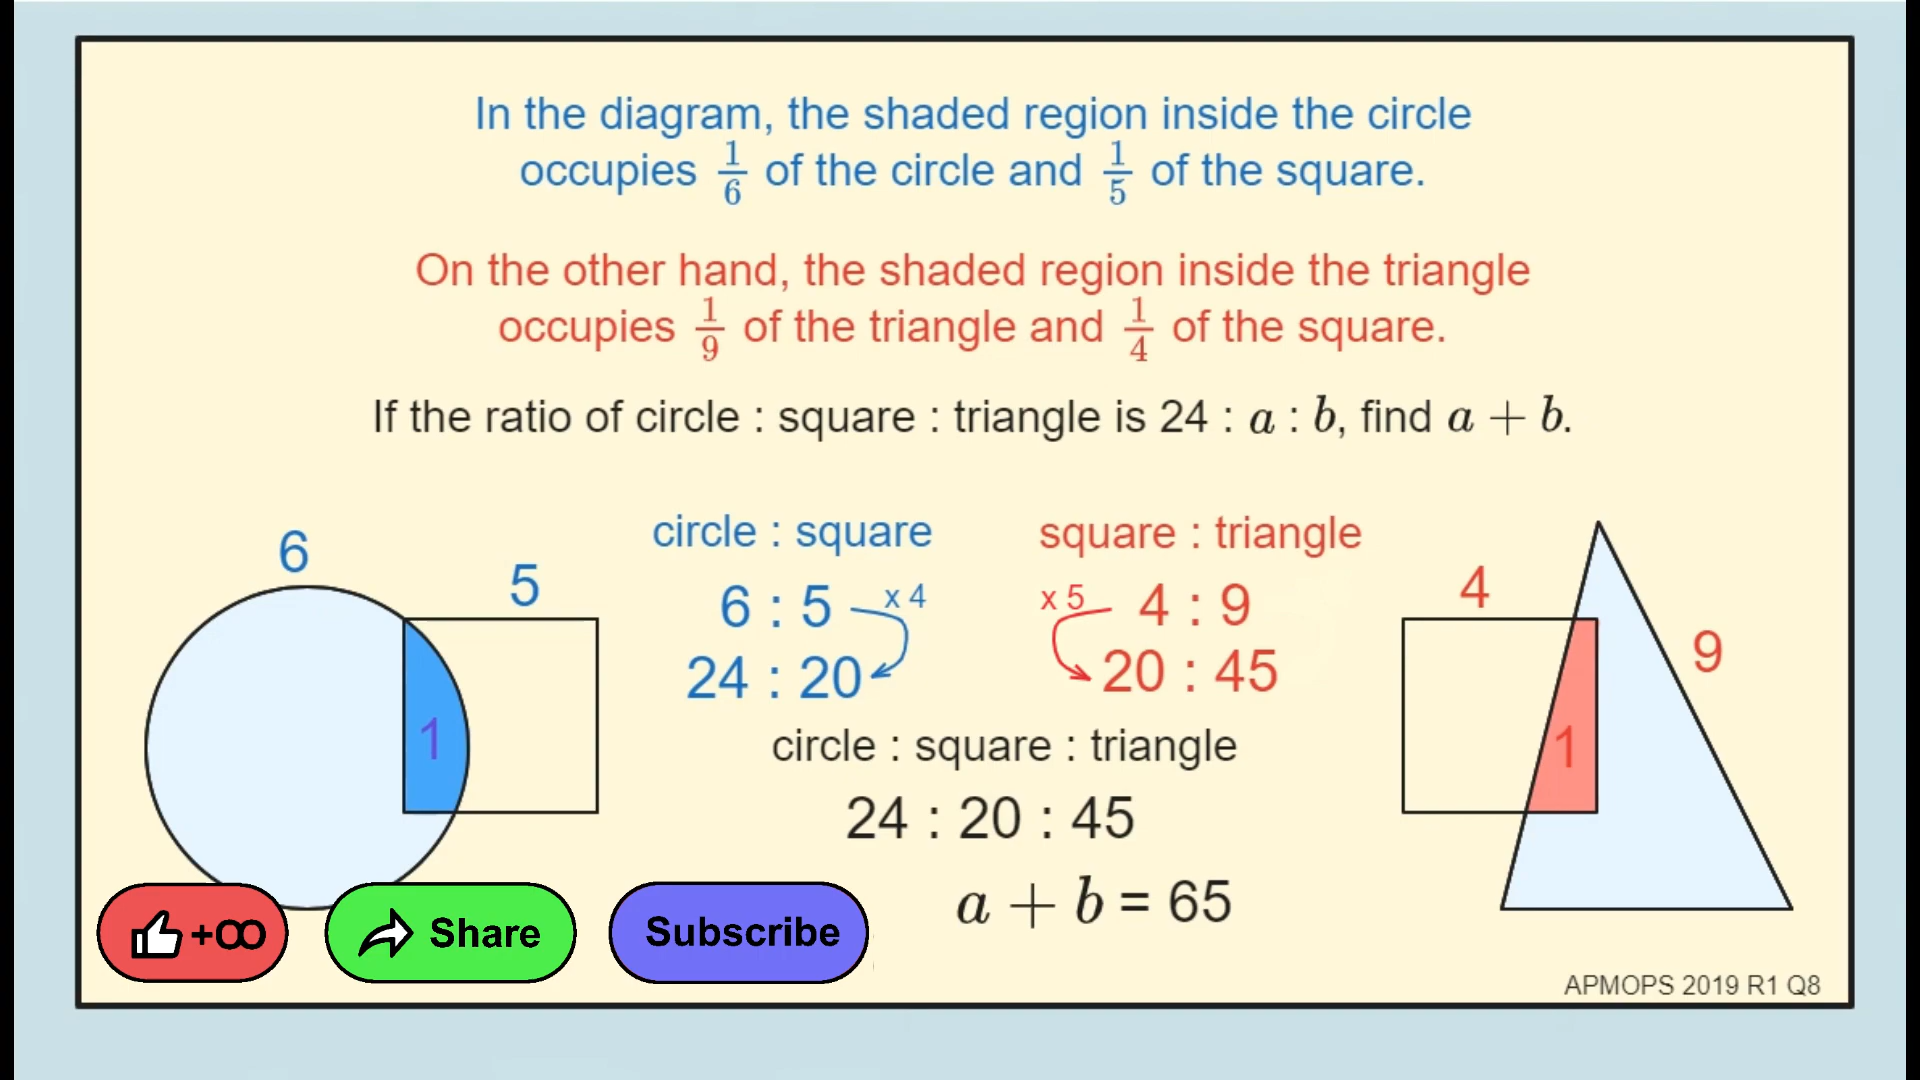 In the diagram, the shaded region inside the circle
occupies 1/6 of the circle and 1/5 of the square.
On the other hand, the shaded region inside the triangle
occupies 1/9 of the triangle and 1/4 of the square.
If the ratio of circle : square : triangle is 24 : a : b, find a + b.
6
5
1
circle : square
6 : 5
x 4
24 : 20
square : triangle
x 5
4 : 9
20 : 45
4
9
1
circle : square : triangle
24 : 20 : 45
a + b = 65
+∞
Share
Subscribe
APMOPS 2019 R1 Q8